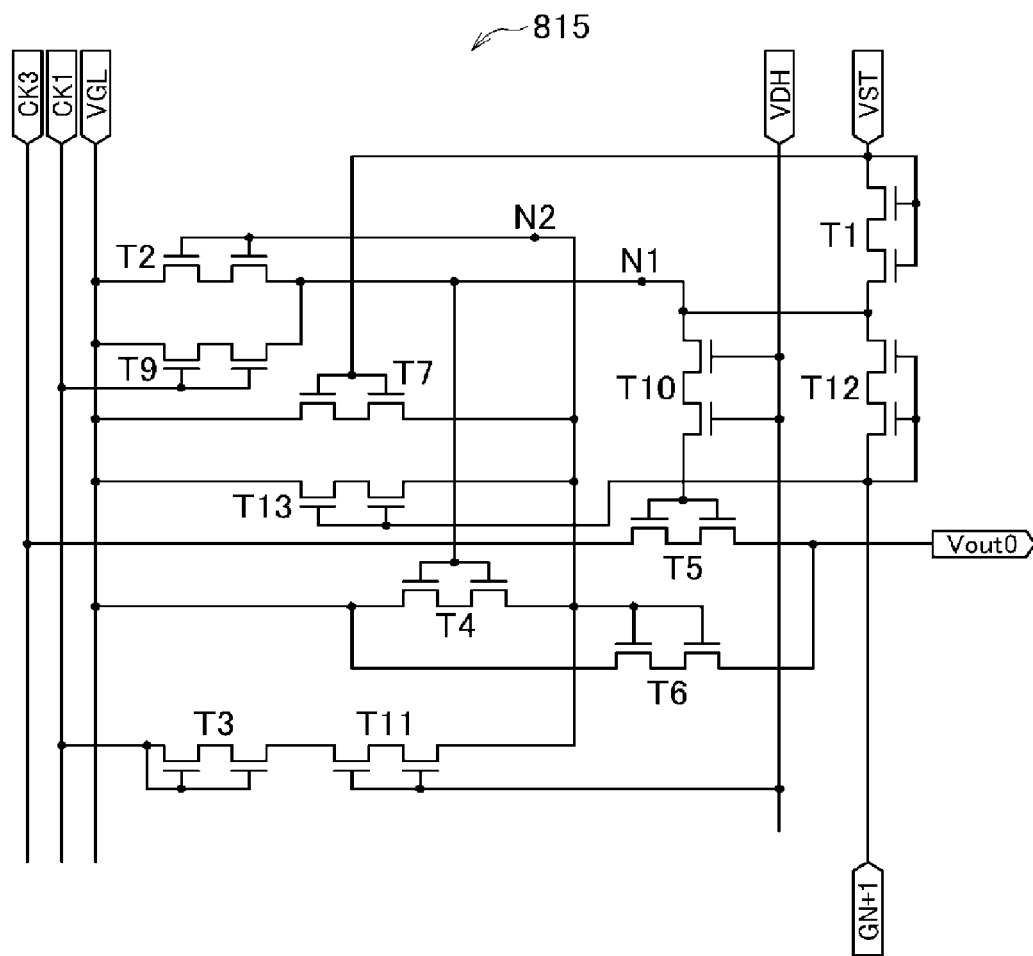 815
CK3
CK1
VGL
VDH
VST
N2
T2
T1
N1
T9
T7
T10
T12
T13
T5
Vout0
T4
T6
T3
T11
GN+1